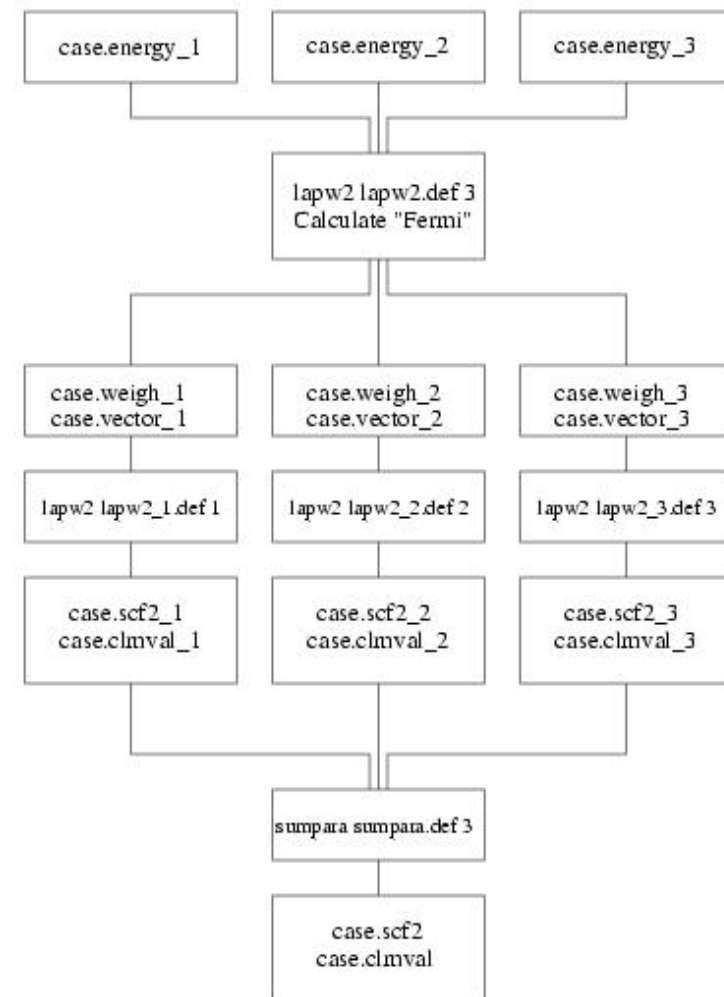 case.energy_1
case.energy_2
case.energy_3
lapw2 lapw2.def 3
Calculate "Fermi"
case.weigh_1
case.vector_1
case.weigh_2
case.vector_2
case.weigh_3
case.vector_3
lapw2 lapw2_1.def 1
lapw2 lapw2_2.def 2
lapw2 lapw2_3.def 3
case.scf2_1
case.clmval_1
case.scf2_2
case.clmval_2
case.scf2_3
case.clmval_3
sumpara sumpara.def 3
case.scf2
case.clmval